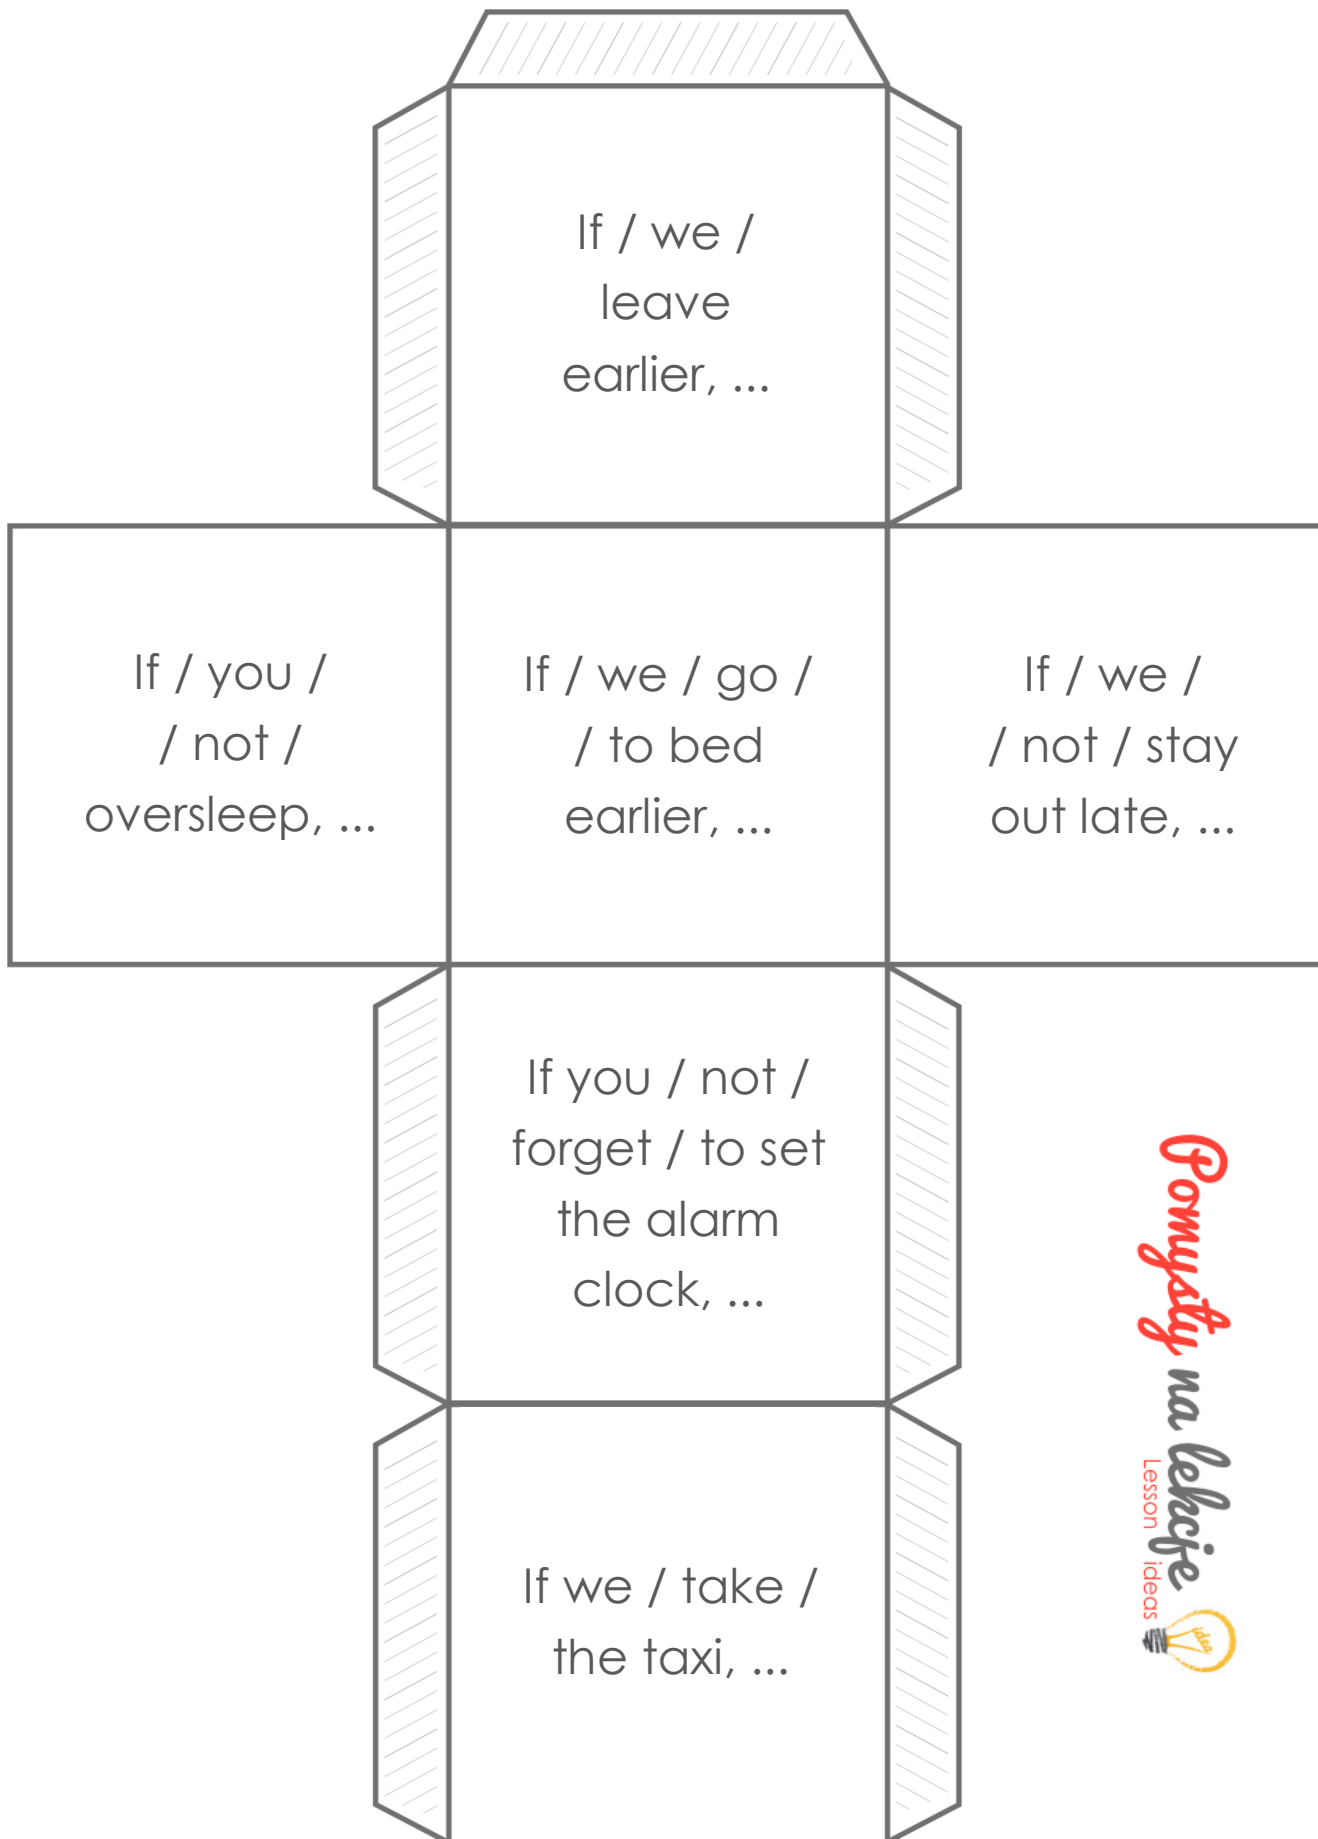 If / we /
leave
earlier, ...
If / you /
/ not /
oversleep, ...
If / we / go /
/ to bed
earlier, ...
If / we /
/ not / stay
out late, ...
If you / not /
forget / to set
the alarm
clock, ...
If we / take /
the taxi, ...
Pomysły na lekcje
Lesson ideas
idea